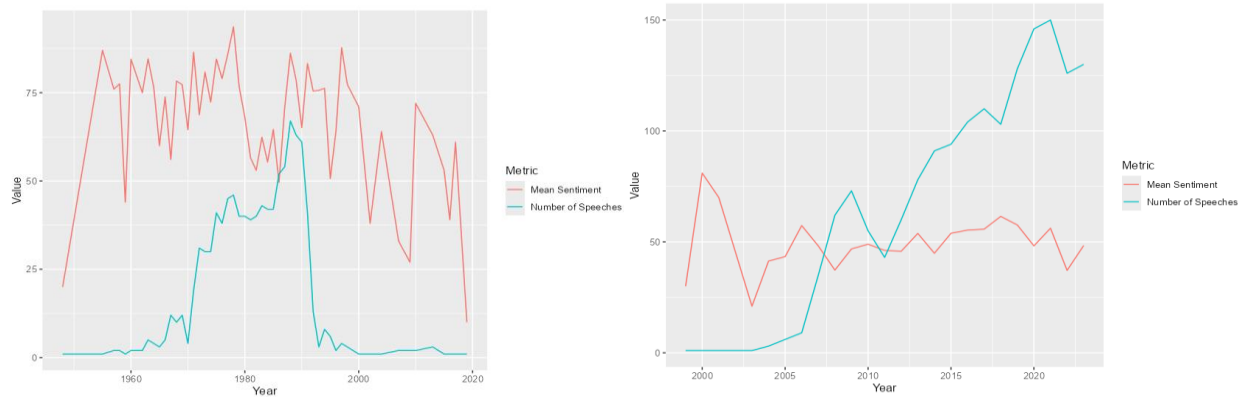 Value
75
50
25
0
1960
1980
2000
2020
Year
Metric
Mean Sentiment
Number of Speeches
Value
150
100
50
0
2000
2005
2010
2015
2020
Year
Metric
Mean Sentiment
Number of Speeches